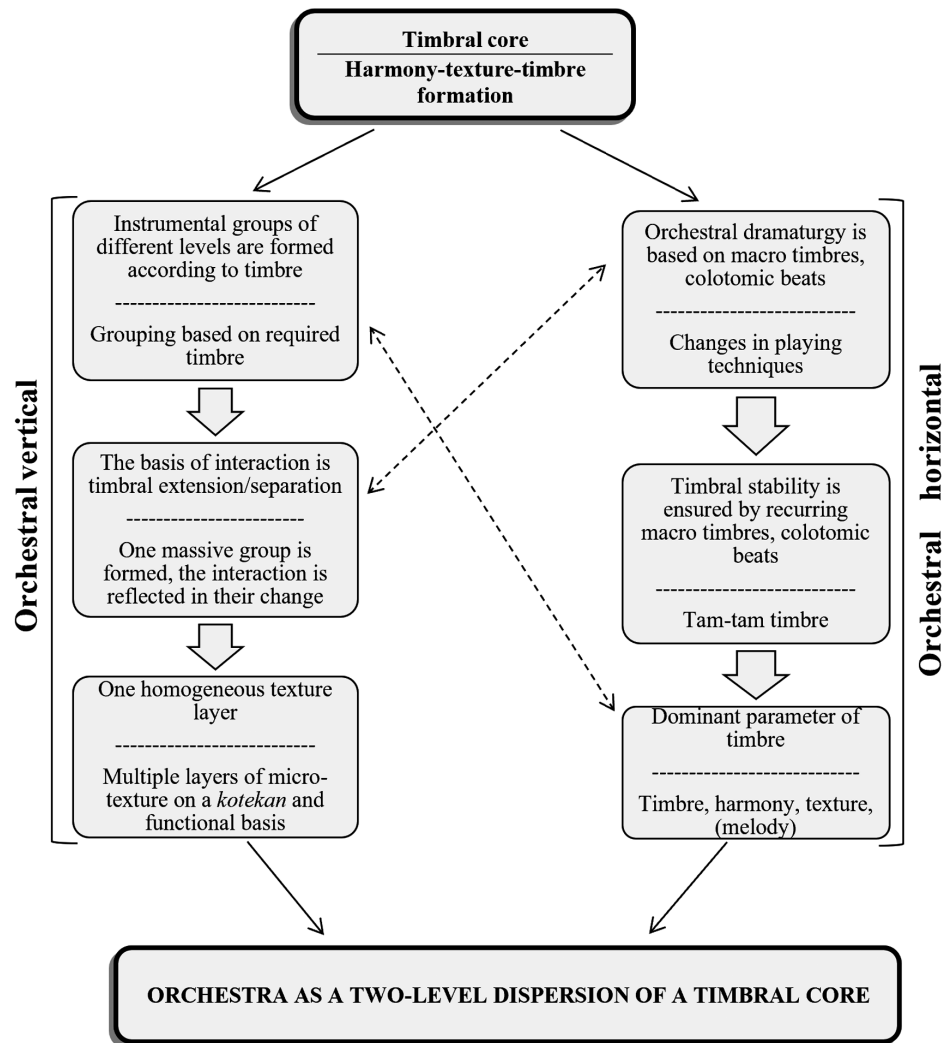 Timbral core
Harmony-texture-timbre
formation
Orchestral vertical
Instrumental groups of
different levels are formed
according to timbre
-----------------------------
Grouping based on required
timbre
The basis of interaction is
timbral extension/separation
-------------------------
One massive group is
formed, the interaction is
reflected in their change
One homogeneous texture
layer
-----------------------------
Multiple layers of micro-
texture on a kotekan and
functional basis
Orchestral horizontal
Orchestral dramaturgy is
based on macro timbres,
colotomic beats
-----------------------------
Changes in playing
techniques
Timbral stability is
ensured by recurring
macro timbres, colotomic
beats
-----------------------------
Tam-tam timbre
Dominant parameter of
timbre
------------------------------
Timbre, harmony, texture,
(melody)
ORCHESTRA AS A TWO-LEVEL DISPERSION OF A TIMBRAL CORE